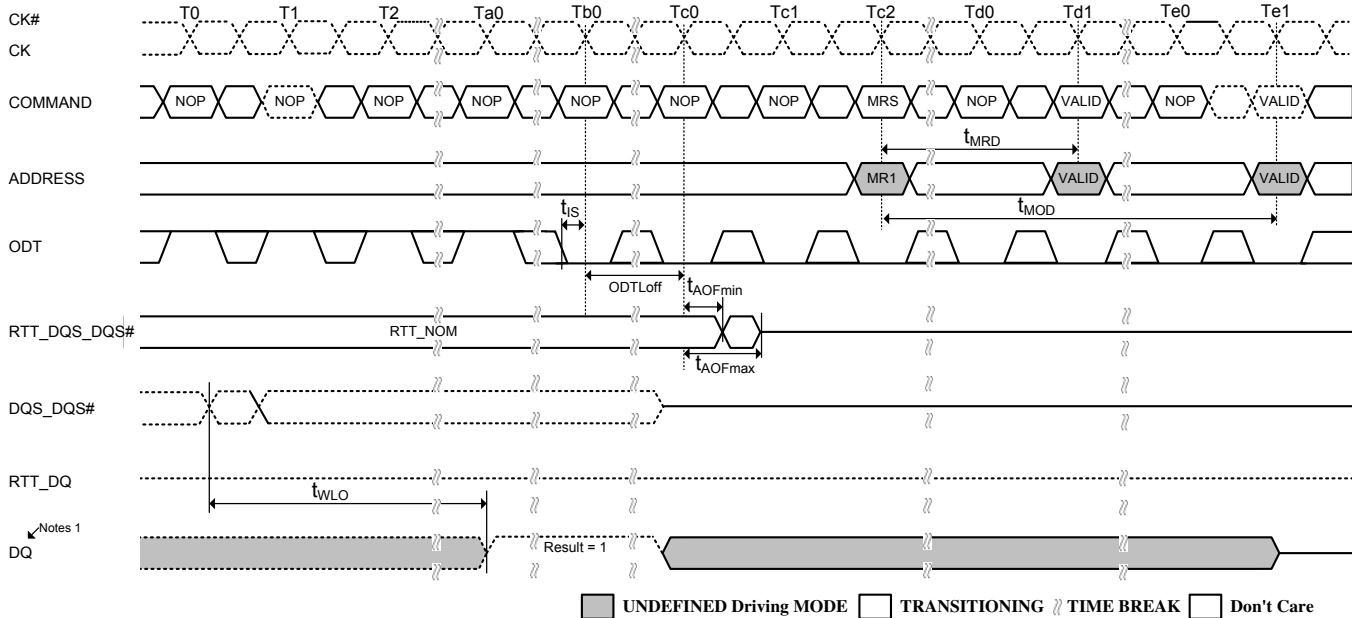 CK#
CK
T0 T1 T2 Ta0 Tb0 Tc0 Tc1 Tc2 Td0 Td1 Te0 Te1
COMMAND
NOP NOP NOP NOP NOP NOP NOP MRS NOP VALID NOP VALID
tMRD
ADDRESS
MR1 VALID VALID
tIS
tMOD
ODT
ODTLoff
tAOFmin
RTT_DQS_DQS#
RTT_NOM
tAOFmax
DQS_DQS#
RTT_DQ
tWLO
Notes 1
DQ
Result = 1
UNDEFINED Driving MODE TRANSITIONING TIME BREAK Don't Care